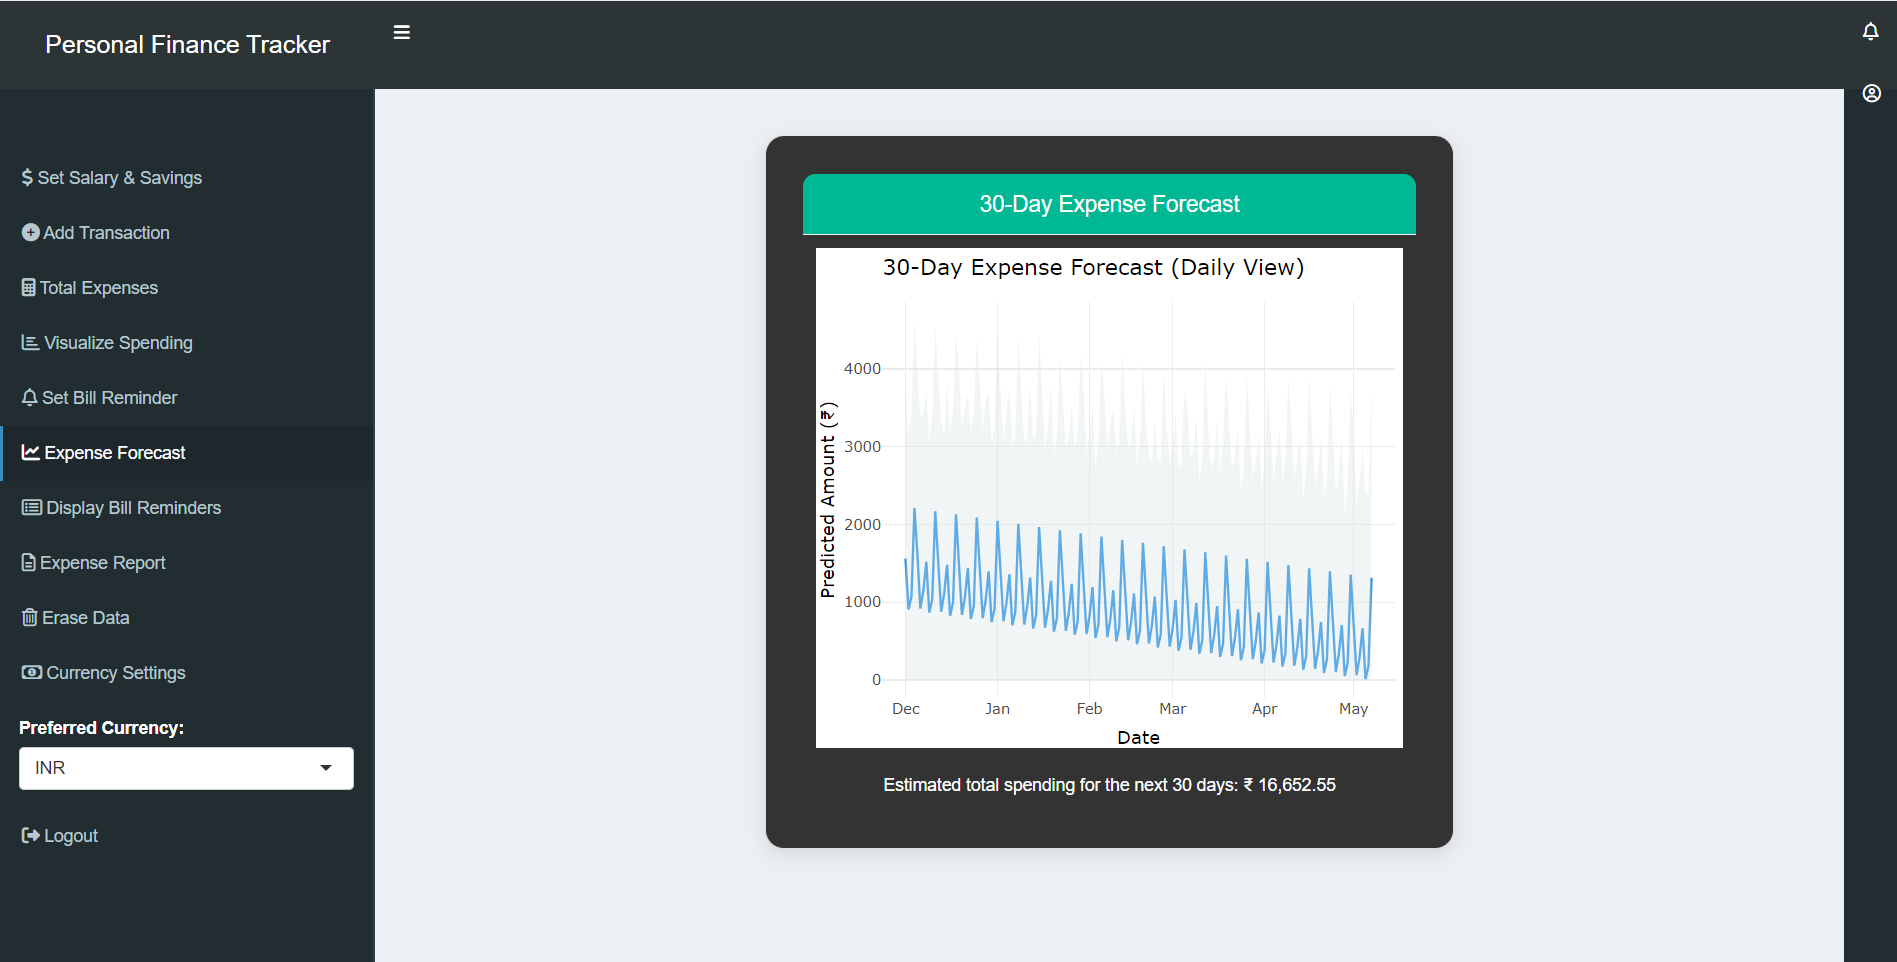 Personal Finance Tracker
Set Salary & Savings
Add Transaction
Total Expenses
Visualize Spending
Set Bill Reminder
Expense Forecast
Display Bill Reminders
Expense Report
Erase Data
Currency Settings
Preferred Currency:
INR
Logout
30-Day Expense Forecast
30-Day Expense Forecast (Daily View)
Predicted Amount (₹)
4000
3000
2000
1000
0
Dec Jan Feb Mar Apr May
Date
Estimated total spending for the next 30 days: ₹ 16,652.55